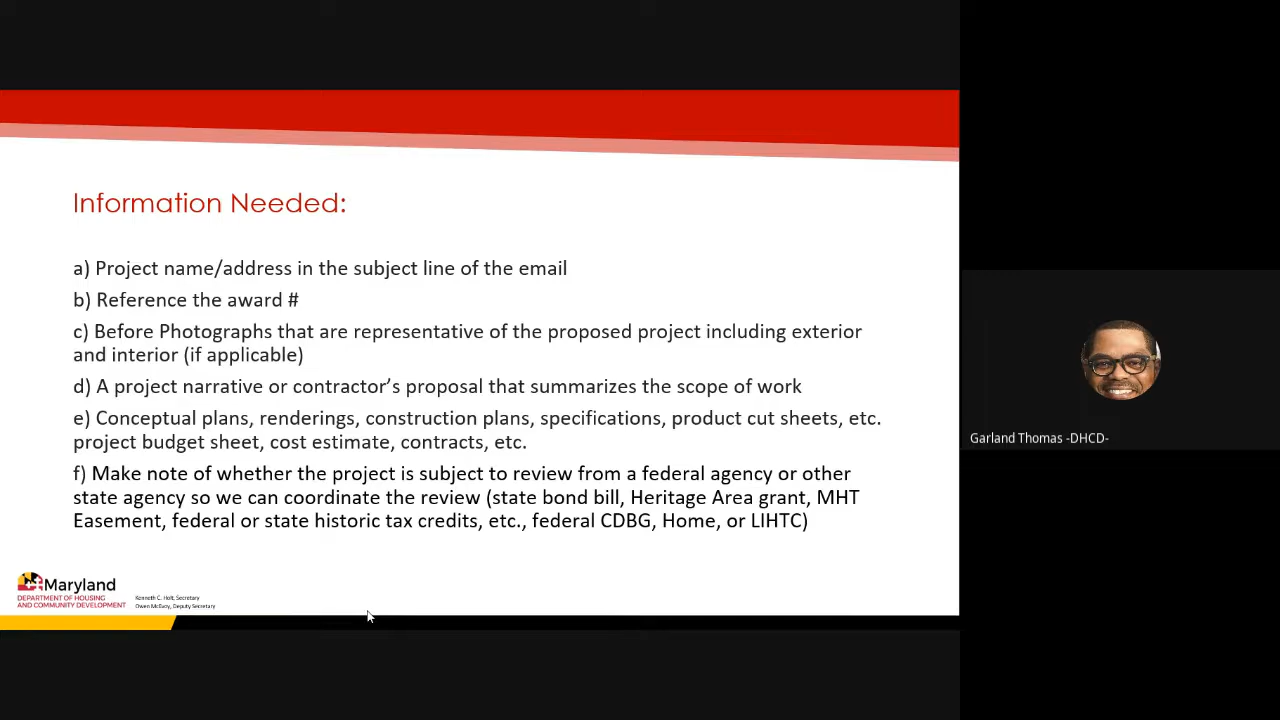 Information Needed:
a) Project name/address in the subject line of the email
b) Reference the award #
c) Before Photographs that are representative of the proposed project including exterior
and interior (if applicable)
d) A project narrative or contractor’s proposal that summarizes the scope of work
e) Conceptual plans, renderings, construction plans, specifications, product cut sheets, etc.
project budget sheet, cost estimate, contracts, etc.
f) Make note of whether the project is subject to review from a federal agency or other
state agency so we can coordinate the review (state bond bill, Heritage Area grant, MHT
Easement, federal or state historic tax credits, etc., federal CDBG, Home, or LIHTC)
Maryland
DEPARTMENT OF HOUSING
AND COMMUNITY DEVELOPMENT
Kenneth C. Holt, Secretary
Owen McEvoy, Deputy Secretary
Garland Thomas -DHCD-